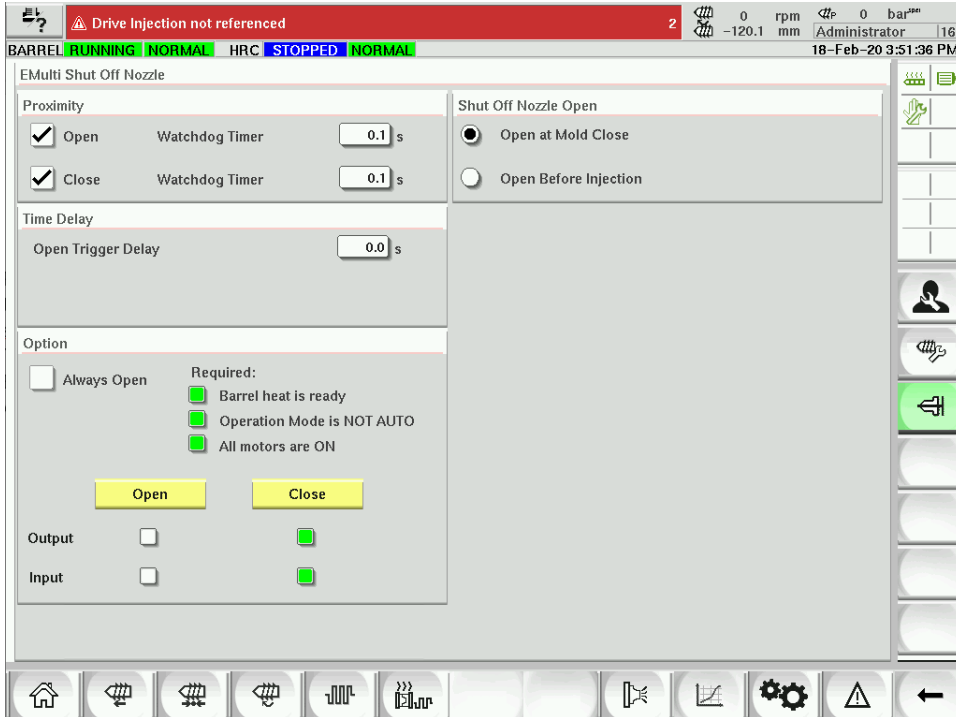 Drive Injection not referenced 2 0 rpm 0 bar
-120.1 mm Administrator 16
BARREL RUNNING NORMAL HRC STOPPED NORMAL 18-Feb-20 3:51:36 PM
EMulti Shut Off Nozzle
Proximity
Open Watchdog Timer 0.1 s
Close Watchdog Timer 0.1 s
Shut Off Nozzle Open
Open at Mold Close
Open Before Injection
Time Delay
Open Trigger Delay 0.0 s
Option
Always Open
Required:
Barrel heat is ready
Operation Mode is NOT AUTO
All motors are ON
Open Close
Output
Input